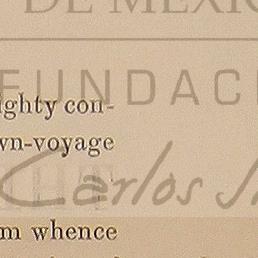 DE MEXIC
FUNDAC
ighty con-
wn-voyage
Carlos S
m whence